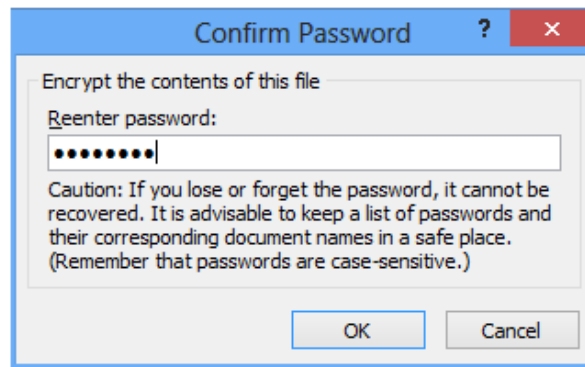 Confirm Password ?
Encrypt the contents of this file
Reenter password:
••••••••
Caution: If you lose or forget the password, it cannot be
recovered. It is advisable to keep a list of passwords and
their corresponding document names in a safe place.
(Remember that passwords are case-sensitive.)
OK Cancel